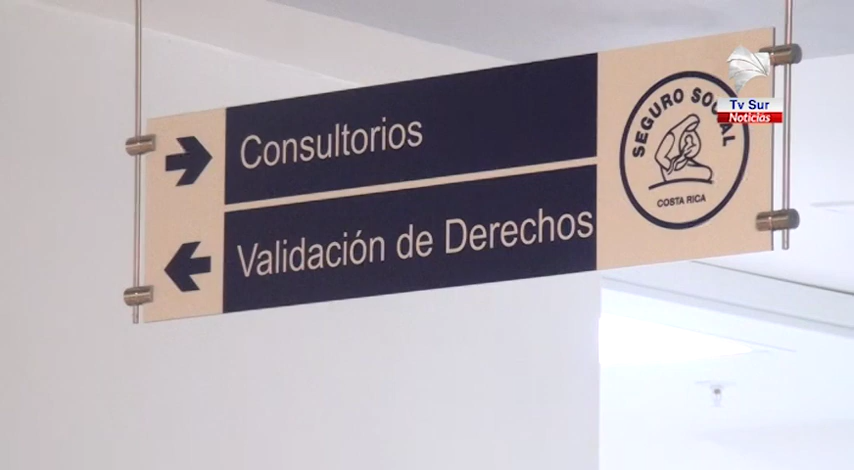 Consultorios
Validación de Derechos
SEGURO SOCIAL
COSTA RICA
Tv Sur
Noticias